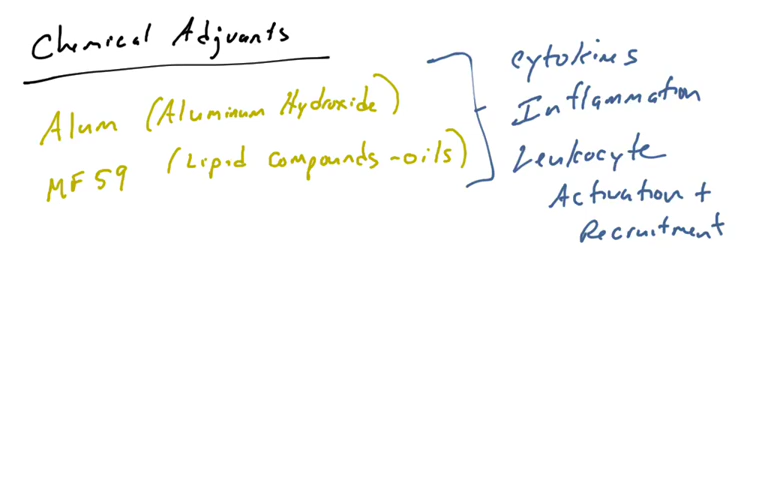 Chemical Adjuvants
Alum (Aluminum Hydroxide)
MF59 (Lipid compounds-oils)
Cytokines
Inflammation
Leukocyte
Activation +
Recruitment